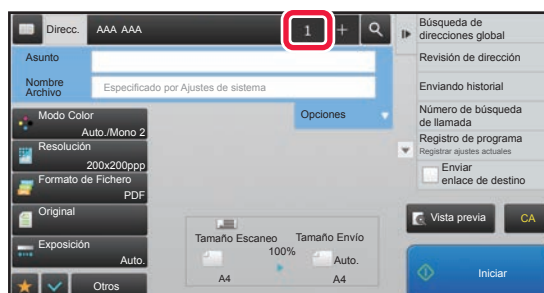 Direcc.
AAA AAA
1
+
Asunto
Nombre
Archivo
Especificado por Ajustes de sistema
Opciones
Modo Color
Auto./Mono 2
Resolución
200x200ppp
Formato de Fichero
PDF
Original
Exposición
Auto.
Otros
Tamaño Escaneo
Tamaño Envío
100%
Auto.
A4
A4
Búsqueda de
direcciones global
Revisión de dirección
Enviando historial
Número de búsqueda
de llamada
Registro de programa
Registrar ajustes actuales
Enviar
enlace de destino
Vista previa
CA
Iniciar